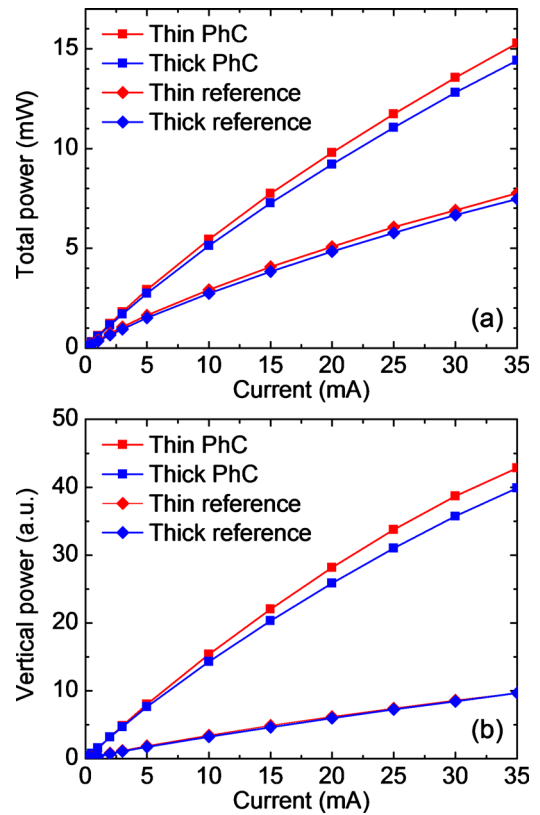 15
10
5
0
Total power (mW)
Thin PhC
Thick PhC
Thin reference
Thick reference
(a)
5 10 15 20 25 30 35
Current (mA)
50
40
30
20
10
0
Vertical power (a.u.)
Thin PhC
Thick PhC
Thin reference
Thick reference
(b)
5 10 15 20 25 30 35
Current (mA)